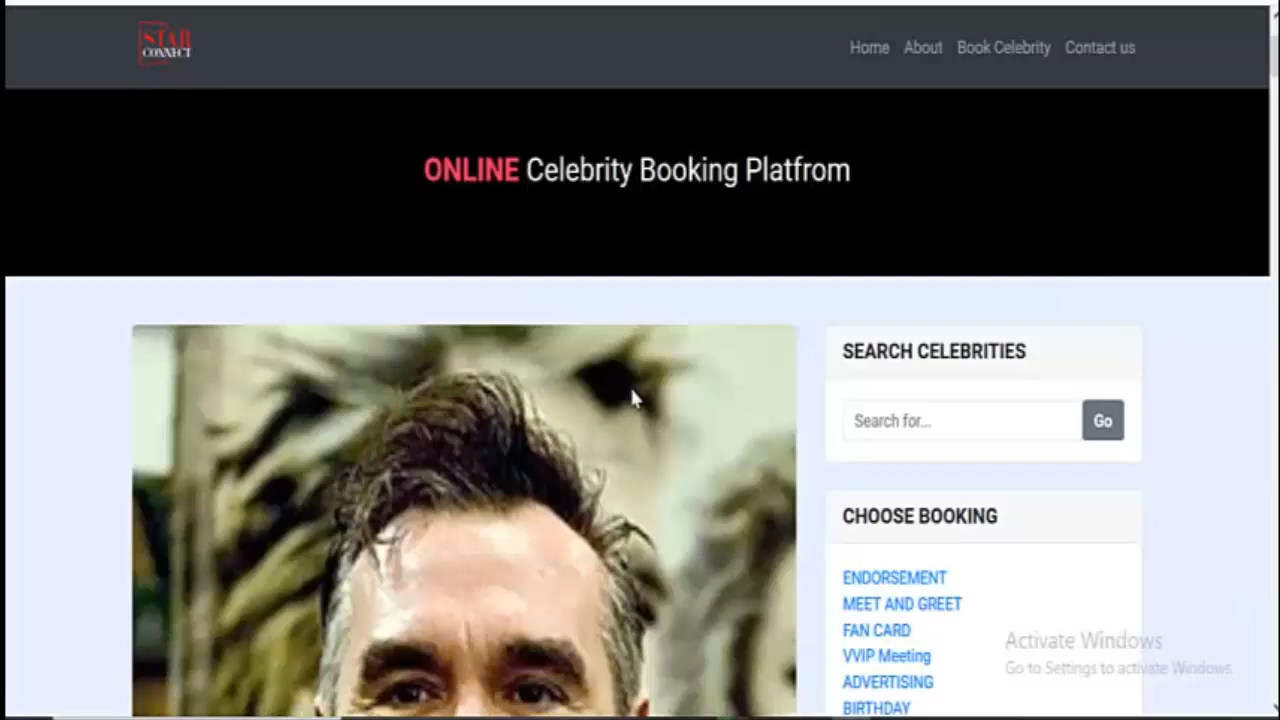 STAR
CONNECT
Home About Book Celebrity Contact us
ONLINE Celebrity Booking Platfrom
SEARCH CELEBRITIES
Search for...
Go
CHOOSE BOOKING
ENDORSEMENT
MEET AND GREET
FAN CARD
VVIP Meeting
ADVERTISING
BIRTHDAY
Activate Windows
Go to Settings to activate Windows.